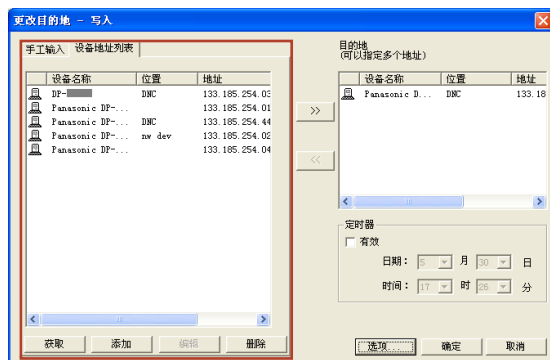 更改目的地 - 写入
手工输入 设备地址列表
设备名称 位置 地址
DP- DNC 133.185.254.03
Panasonic DP-... 133.185.254.01
Panasonic DP-... DNC 133.185.254.44
Panasonic DP-... nw dev 133.185.254.02
Panasonic DP-... 133.185.254.04
获取 添加 编辑 删除
>>
<<
目的地
(可以指定多个地址)
设备名称 位置 地址
Panasonic D... DNC 133.18
定时器
有效
日期: 5 月 30 日
时间: 17 时 26 分
选项... 确定 取消